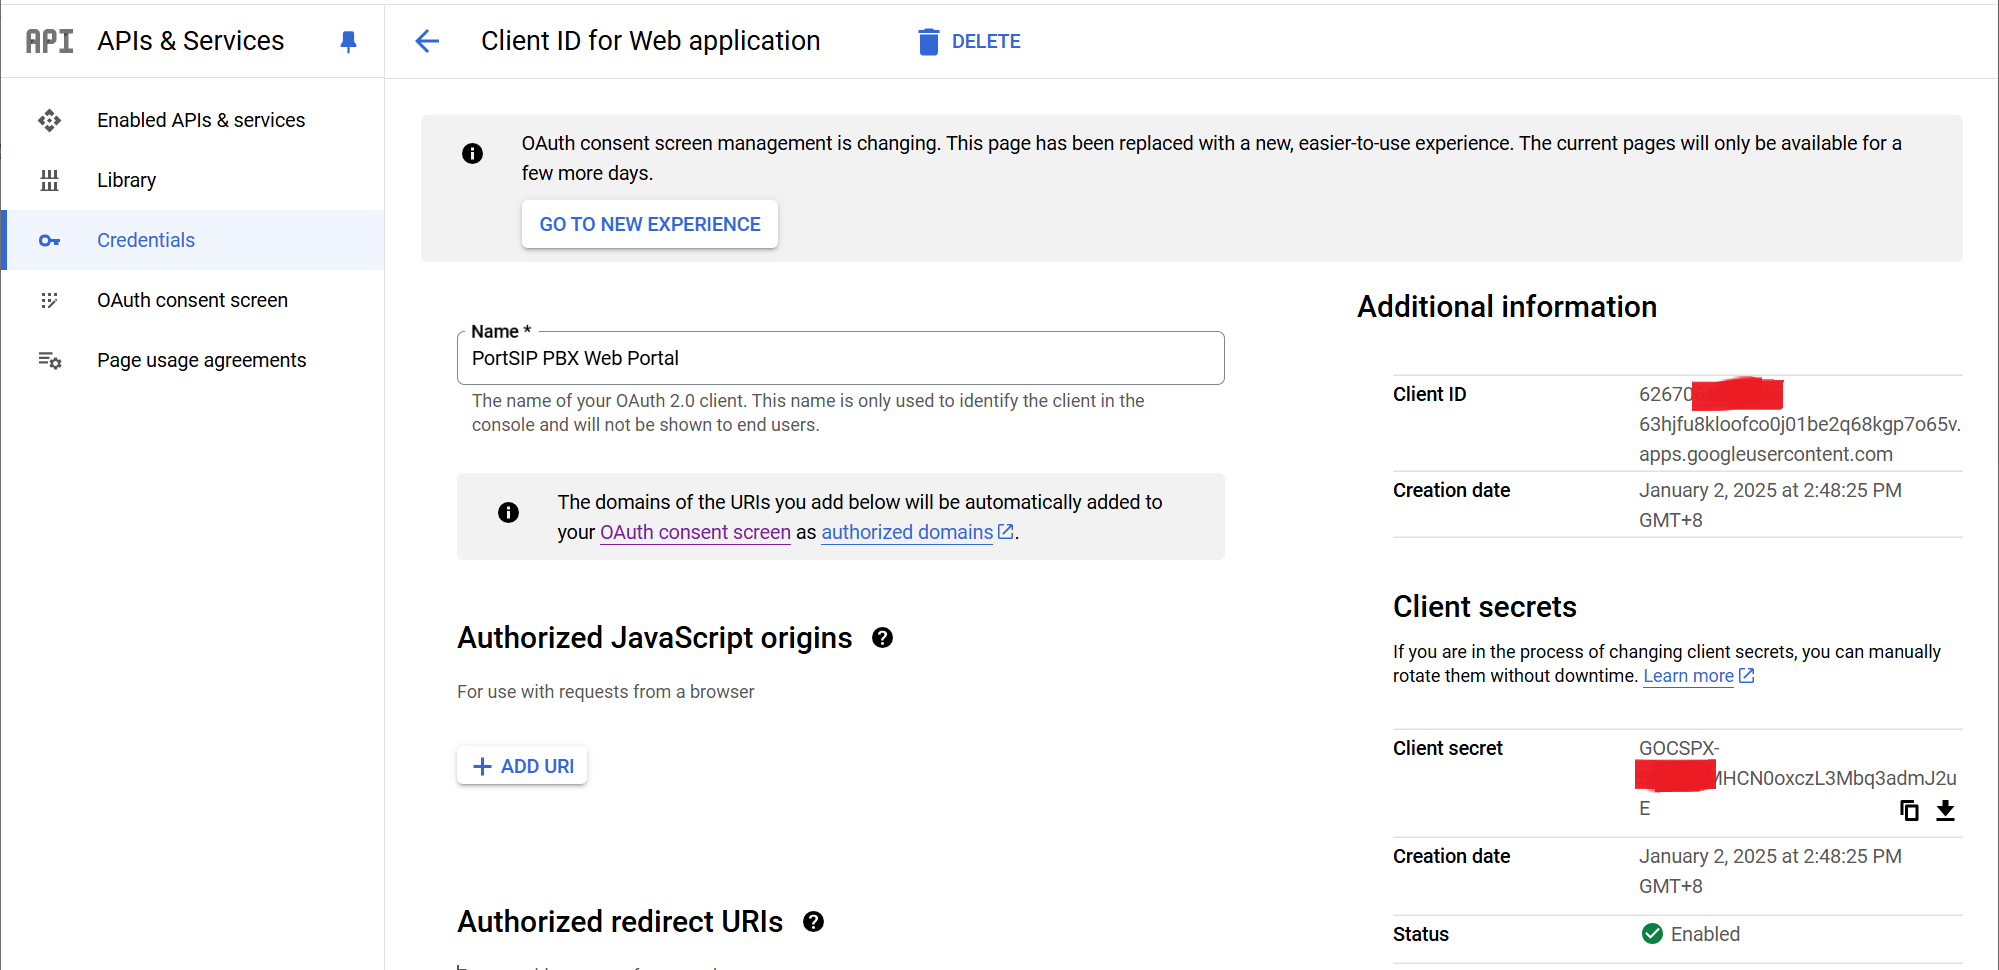 API APIs & Services
Client ID for Web application
DELETE
Enabled APIs & services
Library
Credentials
OAuth consent screen
Page usage agreements
OAuth consent screen management is changing. This page has been replaced with a new, easier-to-use experience. The current pages will only be available for a
few more days.
GO TO NEW EXPERIENCE
Name *
PortSIP PBX Web Portal
The name of your OAuth 2.0 client. This name is only used to identify the client in the
console and will not be shown to end users.
The domains of the URIs you add below will be automatically added to
your OAuth consent screen as authorized domains.
Authorized JavaScript origins
For use with requests from a browser
ADD URI
Authorized redirect URIs
Additional information
Client ID
62670
63hjfu8kloofco0j01be2q68kgp7o65v.
apps.googleusercontent.com
Creation date
January 2, 2025 at 2:48:25 PM
GMT+8
Client secrets
If you are in the process of changing client secrets, you can manually
rotate them without downtime. Learn more
Client secret
GOCSPX-
MHCN0oxczL3Mbq3admJ2u
E
Creation date
January 2, 2025 at 2:48:25 PM
GMT+8
Status
Enabled